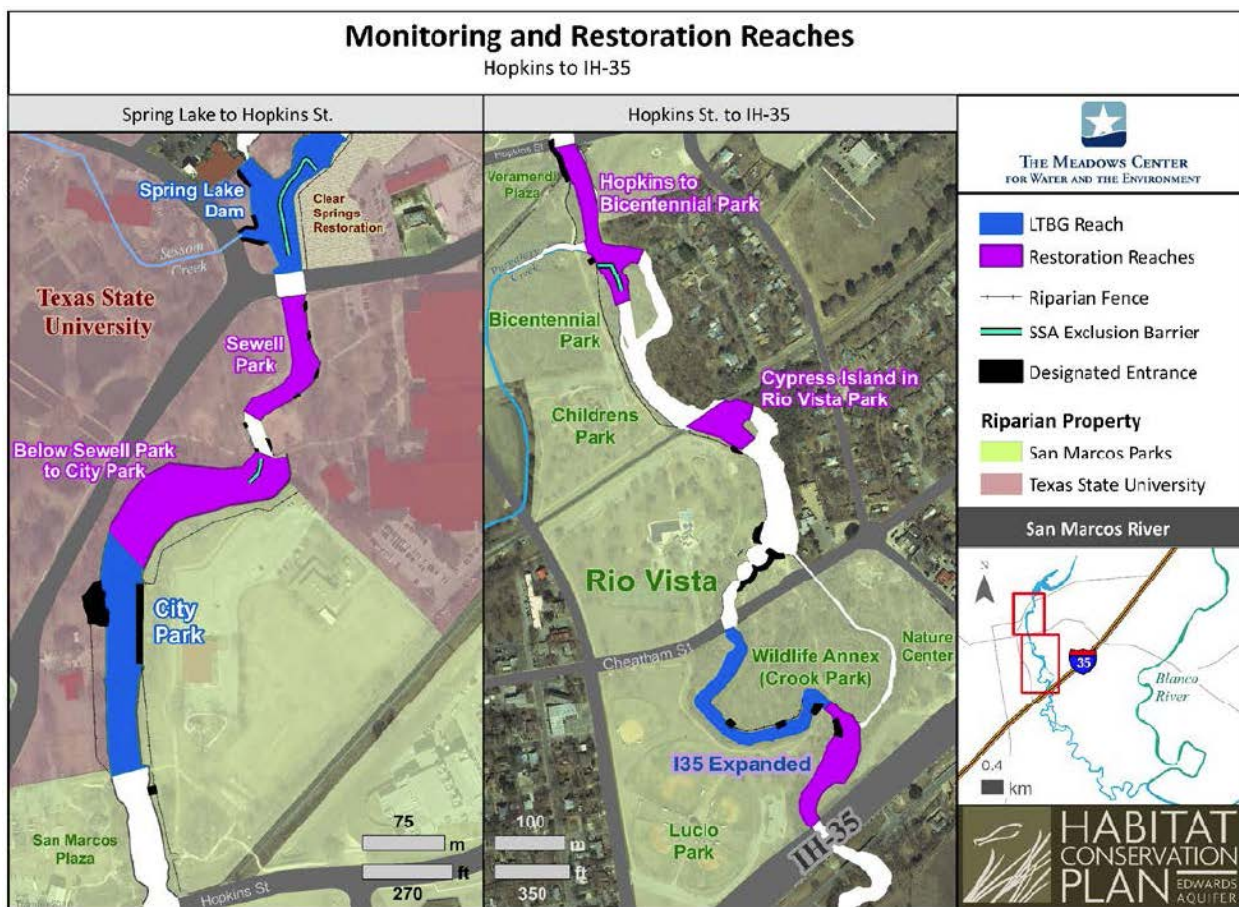 Monitoring and Restoration Reaches
Hopkins to IH-35
Spring Lake to Hopkins St.
Spring Lake
Dam
Clear
Springs
Restoration
Sessom
Creek
Texas State
University
Sewell
Park
Below Sewell Park
to City Park
City
Park
San Marcos
Plaza
Hopkins St
75
m
ft
270
Hopkins St. to IH-35
Hopkins St
Veramendi
Plaza
Hopkins to
Bicentennial Park
Purgatory
Creek
Bicentennial
Park
Cypress Island in
Rio Vista Park
Childrens
Park
Rio Vista
Cheatham St
Wildlife Annex
(Crook Park)
Nature
Center
I35 Expanded
Lucio
Park
IH-35
100
m
ft
350
THE MEADOWS CENTER
FOR WATER AND THE ENVIRONMENT
LTBG Reach
Restoration Reaches
Riparian Fence
SSA Exclusion Barrier
Designated Entrance
Riparian Property
San Marcos Parks
Texas State University
San Marcos River
N
35
Blanco
River
0.4
km
HABITAT
CONSERVATION
PLAN
EDWARDS
AQUIFER